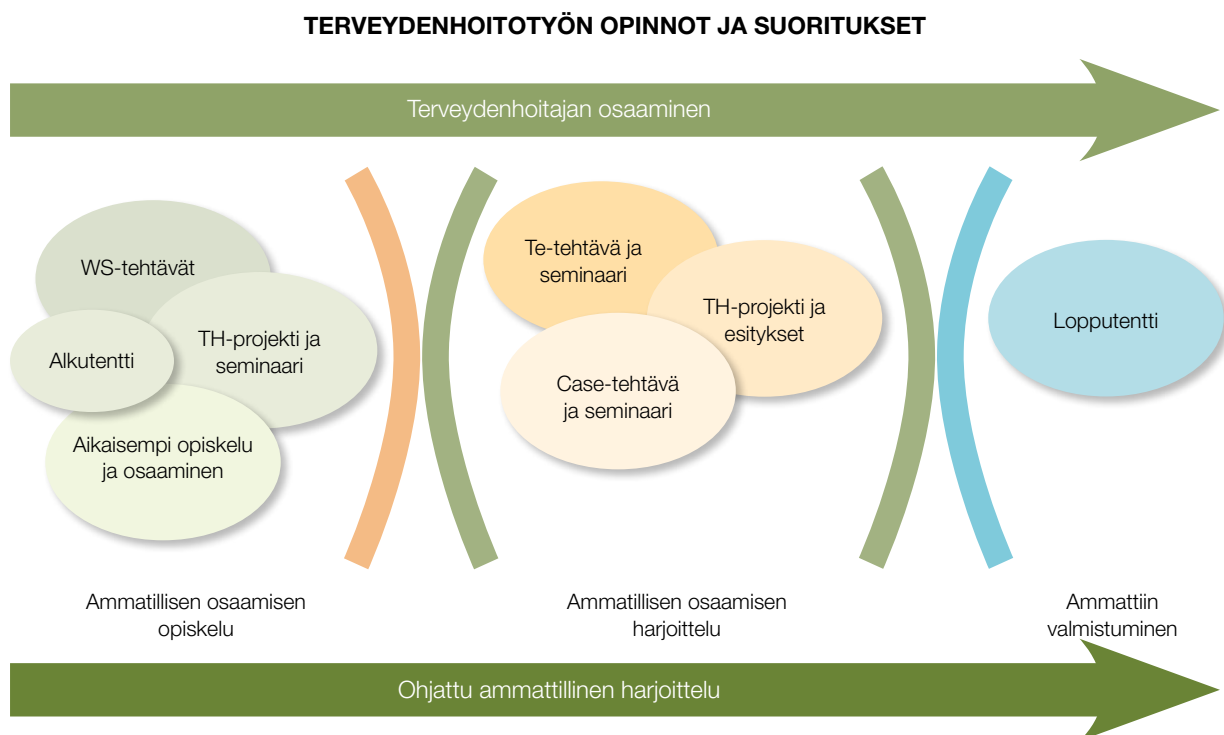 TERVEYDENHOITOTYÖN OPINNOT JA SUORITUKSET
Terveydenhoitajan osaaminen
WS-tehtävät
TH-projekti ja
seminaari
Alkutentti
Aikaisempi opiskelu
ja osaaminen
Te-tehtävä ja
seminaari
TH-projekti ja
esitykset
Case-tehtävä
ja seminaari
Lopputentti
Ammatillisen osaamisen
opiskelu
Ammatillisen osaamisen
harjoittelu
Ammattiin
valmistuminen
Ohjattu ammattillinen harjoittelu